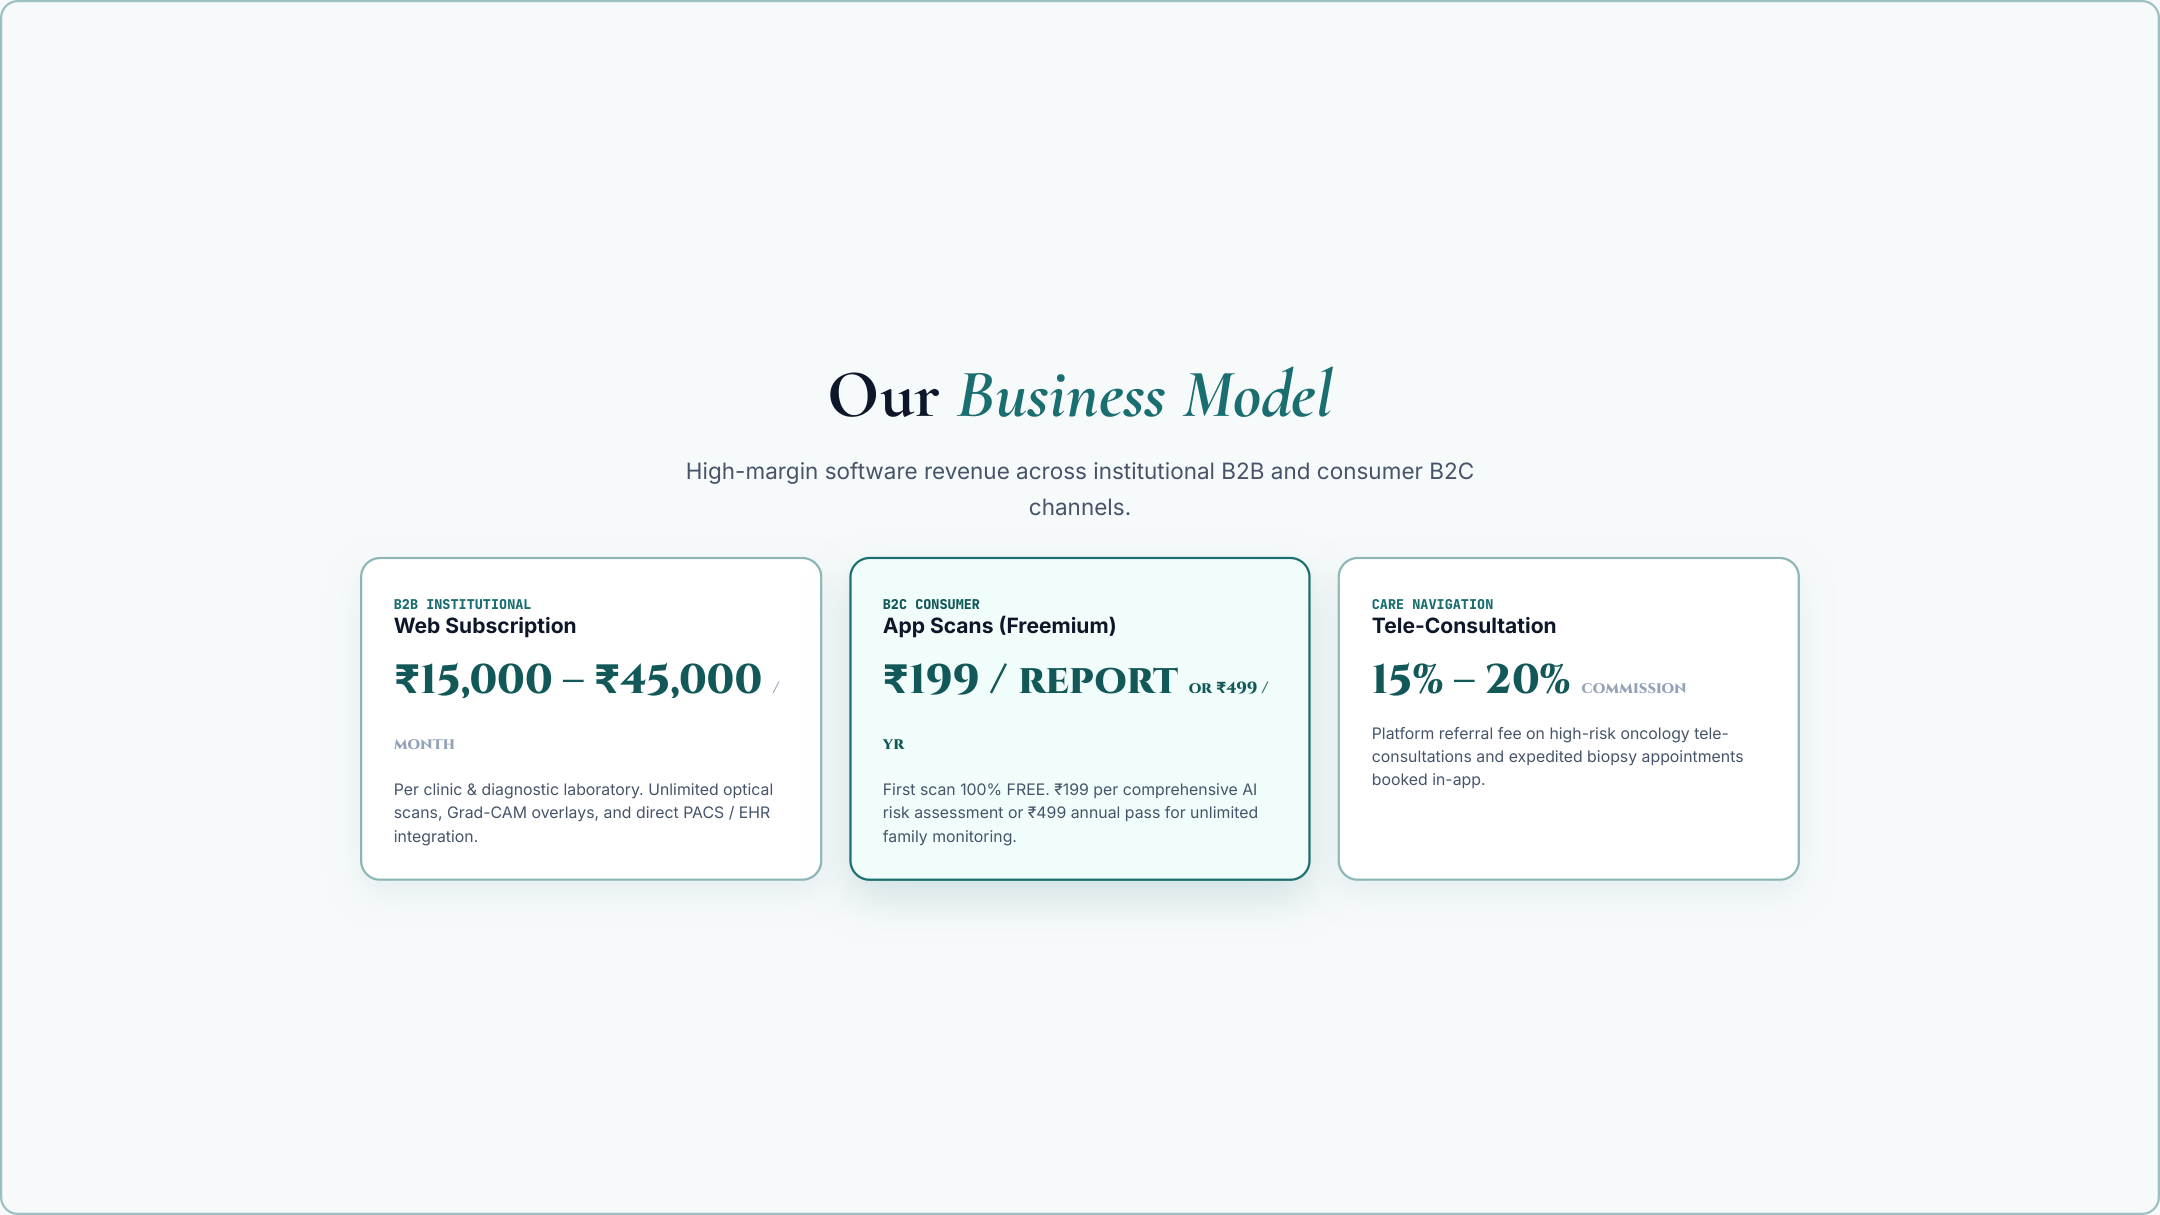 Our Business Model
High-margin software revenue across institutional B2B and consumer B2C
channels.
B2B INSTITUTIONAL
Web Subscription
₹15,000 – ₹45,000 /
MONTH
Per clinic & diagnostic laboratory. Unlimited optical
scans, Grad-CAM overlays, and direct PACS / EHR
integration.
B2C CONSUMER
App Scans (Freemium)
₹199 / REPORT OR ₹499 /
YR
First scan 100% FREE. ₹199 per comprehensive AI
risk assessment or ₹499 annual pass for unlimited
family monitoring.
CARE NAVIGATION
Tele-Consultation
15% – 20% COMMISSION
Platform referral fee on high-risk oncology tele-
consultations and expedited biopsy appointments
booked in-app.